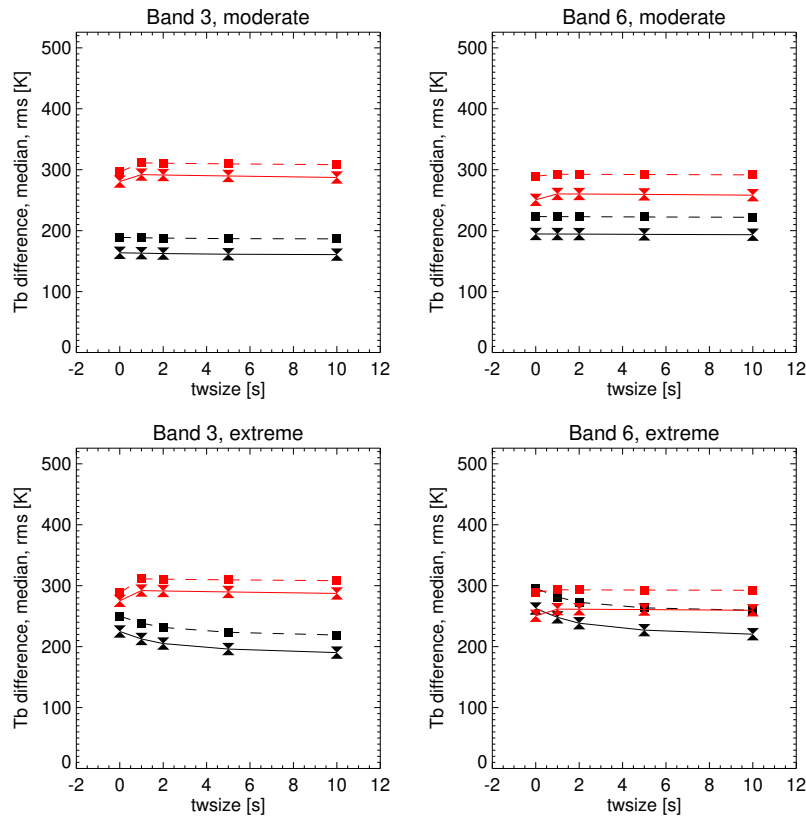 Band 3, moderate
Tb difference, median, rms [K]
500
400
300
200
100
0
-2 0 2 4 6 8 10 12
twsize [s]
Band 6, moderate
Tb difference, median, rms [K]
500
400
300
200
100
0
-2 0 2 4 6 8 10 12
twsize [s]
Band 3, extreme
Tb difference, median, rms [K]
500
400
300
200
100
0
-2 0 2 4 6 8 10 12
twsize [s]
Band 6, extreme
Tb difference, median, rms [K]
500
400
300
200
100
0
-2 0 2 4 6 8 10 12
twsize [s]